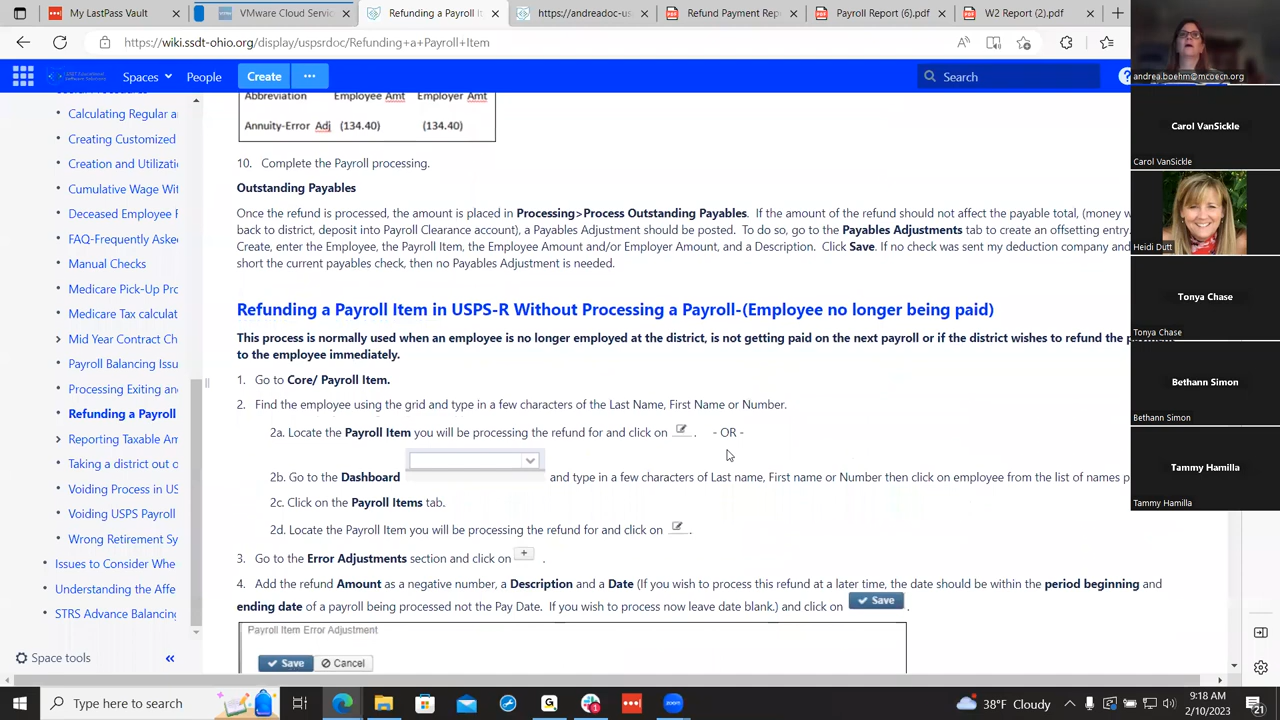 My LastPass Vault
VMware Cloud Servic
Refunding a Payroll It
https://andreadoc-us
Refund Payment Repo
Payroll Report (6).pdf
W2 Report (2).pdf
https://wiki.ssdt-ohio.org/display/uspsrdoc/Refunding+a+Payroll+Item
Spaces
People
Create
Search
Calculating Regular a
Creating Customized
Creation and Utilizati
Cumulative Wage Wit
Deceased Employee F
FAQ-Frequently Aske
Manual Checks
Medicare Pick-Up Pro
Medicare Tax calculat
Mid Year Contract Ch
Payroll Balancing Issu
Processing Exiting an
Refunding a Payroll
Reporting Taxable Am
Taking a district out o
Voiding Process in US
Voiding USPS Payroll
Wrong Retirement Sy
Issues to Consider Whe
Understanding the Affe
STRS Advance Balancing
Space tools
Abbreviation Employee Amt Employer Amt
Annuity-Error Adj (134.40) (134.40)
10. Complete the Payroll processing.
Outstanding Payables
Once the refund is processed, the amount is placed in Processing>Process Outstanding Payables. If the amount of the refund should not affect the payable total, (money w
back to district, deposit into Payroll Clearance account), a Payables Adjustment should be posted. To do so, go to the Payables Adjustments tab to create an offsetting entry.
Create, enter the Employee, the Payroll Item, the Employee Amount and/or Employer Amount, and a Description. Click Save. If no check was sent my deduction company and
short the current payables check, then no Payables Adjustment is needed.
Refunding a Payroll Item in USPS-R Without Processing a Payroll-(Employee no longer being paid)
This process is normally used when an employee is no longer employed at the district, is not getting paid on the next payroll or if the district wishes to refund the
to the employee immediately.
1. Go to Core/ Payroll Item.
2. Find the employee using the grid and type in a few characters of the Last Name, First Name or Number.
2a. Locate the Payroll Item you will be processing the refund for and click on . - OR -
2b. Go to the Dashboard and type in a few characters of Last name, First name or Number then click on employee from the list of names p
2c. Click on the Payroll Items tab.
2d. Locate the Payroll Item you will be processing the refund for and click on .
3. Go to the Error Adjustments section and click on + .
4. Add the refund Amount as a negative number, a Description and a Date (If you wish to process this refund at a later time, the date should be within the period beginning and
ending date of a payroll being processed not the Pay Date. If you wish to process now leave date blank.) and click on Save .
Payroll Item Error Adjustment
Save Cancel
andrea.boehm@mcoecn.org
Carol VanSickle
Carol VanSickle
Heidi Dutt
Tonya Chase
Tonya Chase
Bethann Simon
Bethann Simon
Tammy Hamilla
Tammy Hamilla
Type here to search
38°F Cloudy
9:18 AM
2/10/2023
21